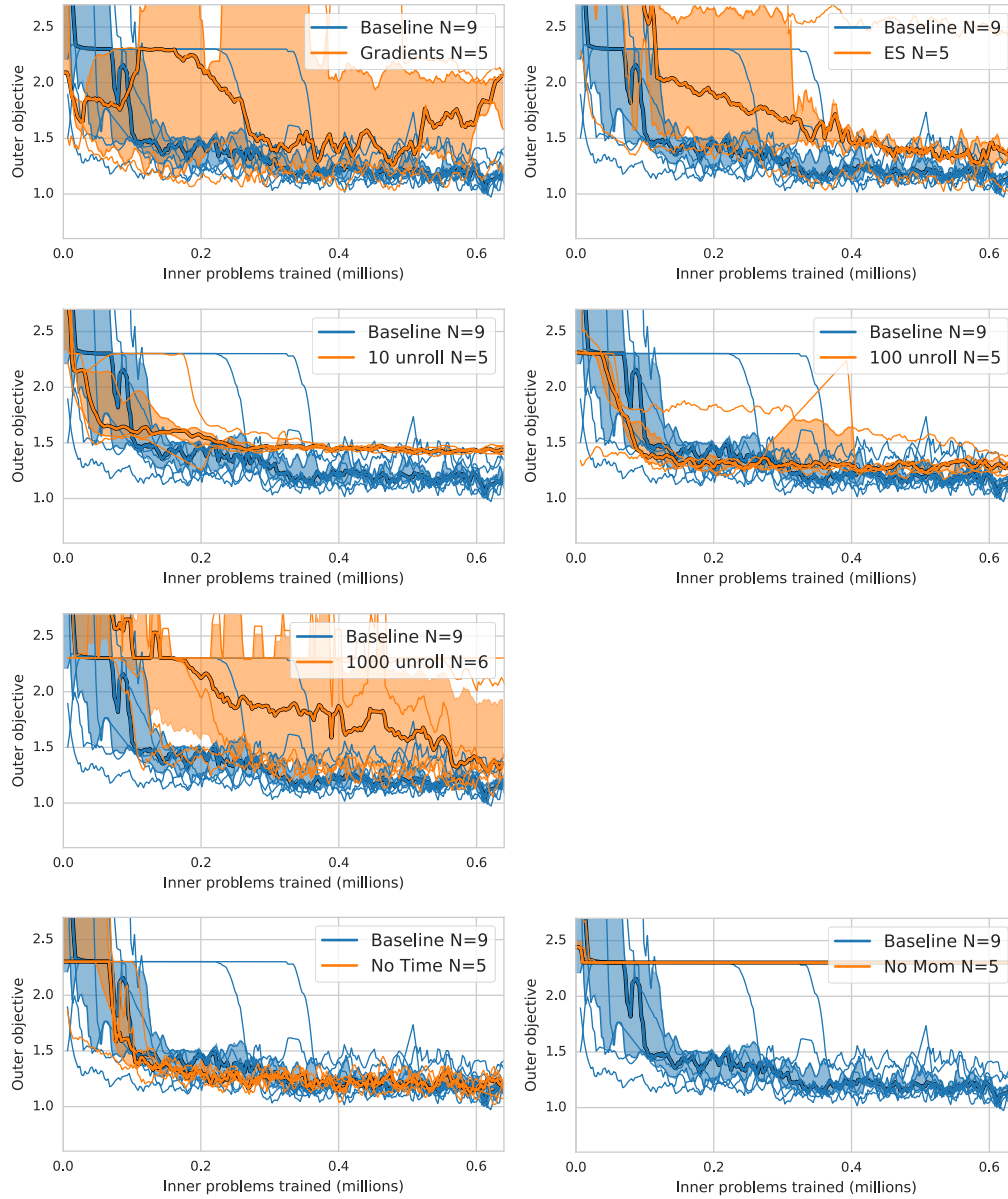 2.5
2.0
1.5
1.0
Outer objective
Baseline N=9
Gradients N=5
0.0 0.2 0.4 0.6
Inner problems trained (millions)
2.5
2.0
1.5
1.0
Outer objective
Baseline N=9
ES N=5
0.0 0.2 0.4 0.6
Inner problems trained (millions)
2.5
2.0
1.5
1.0
Outer objective
Baseline N=9
10 unroll N=5
0.0 0.2 0.4 0.6
Inner problems trained (millions)
2.5
2.0
1.5
1.0
Outer objective
Baseline N=9
100 unroll N=5
0.0 0.2 0.4 0.6
Inner problems trained (millions)
2.5
2.0
1.5
1.0
Outer objective
Baseline N=9
1000 unroll N=6
0.0 0.2 0.4 0.6
Inner problems trained (millions)
2.5
2.0
1.5
1.0
Outer objective
Baseline N=9
No Time N=5
0.0 0.2 0.4 0.6
Inner problems trained (millions)
2.5
2.0
1.5
1.0
Outer objective
Baseline N=9
No Mom N=5
0.0 0.2 0.4 0.6
Inner problems trained (millions)